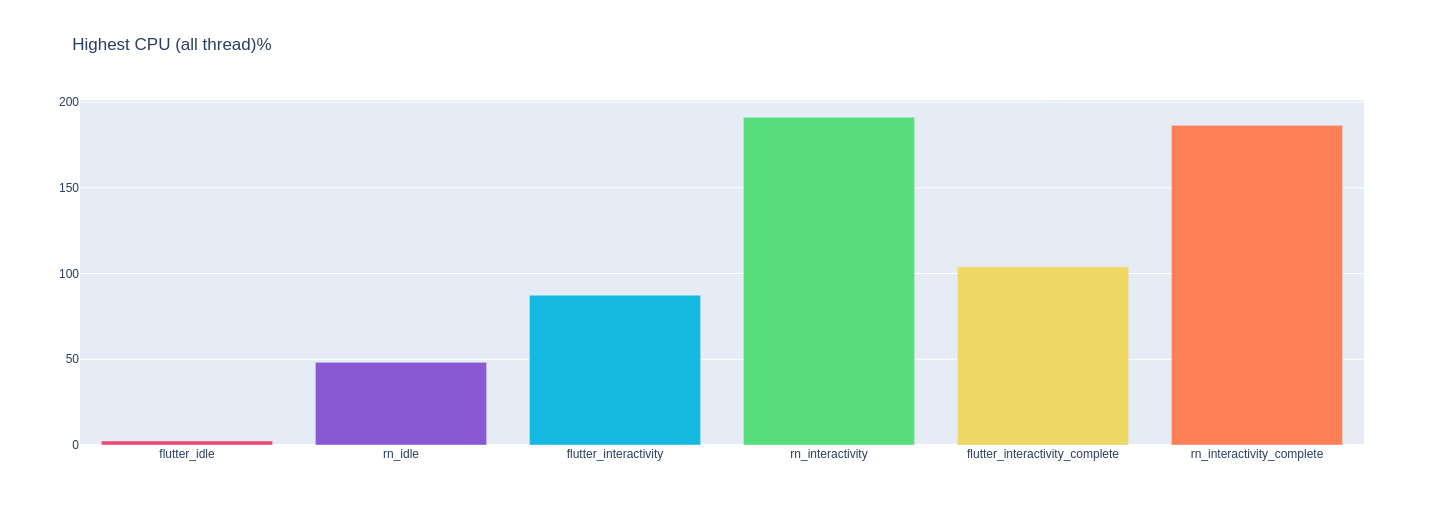 Highest CPU (all thread)%
200
150
100
50
0
flutter_idle
rn_idle
flutter_interactivity
rn_interactivity
flutter_interactivity_complete
rn_interactivity_complete